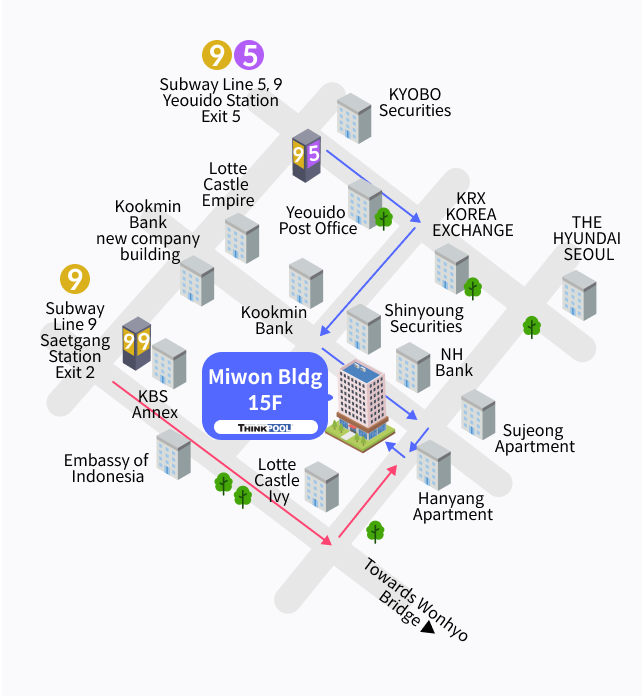 9 5
Subway Line 5, 9
Yeouido Station
Exit 5
KYOBO
Securities
9 5
Lotte
Castle
Empire
Yeouido
Post Office
KRX
KOREA
EXCHANGE
THE
HYUNDAI
SEOUL
Kookmin
Bank
new company
building
9
Subway
Line 9
Saetgang
Station
Exit 2
9 9
Kookmin
Bank
Shinyoung
Securities
NH
Bank
Miwon Bldg
15F
THINKPOOL
KBS
Annex
Sujeong
Apartment
Embassy of
Indonesia
Lotte
Castle
Ivy
Hanyang
Apartment
Towards Wonhyo
Bridge